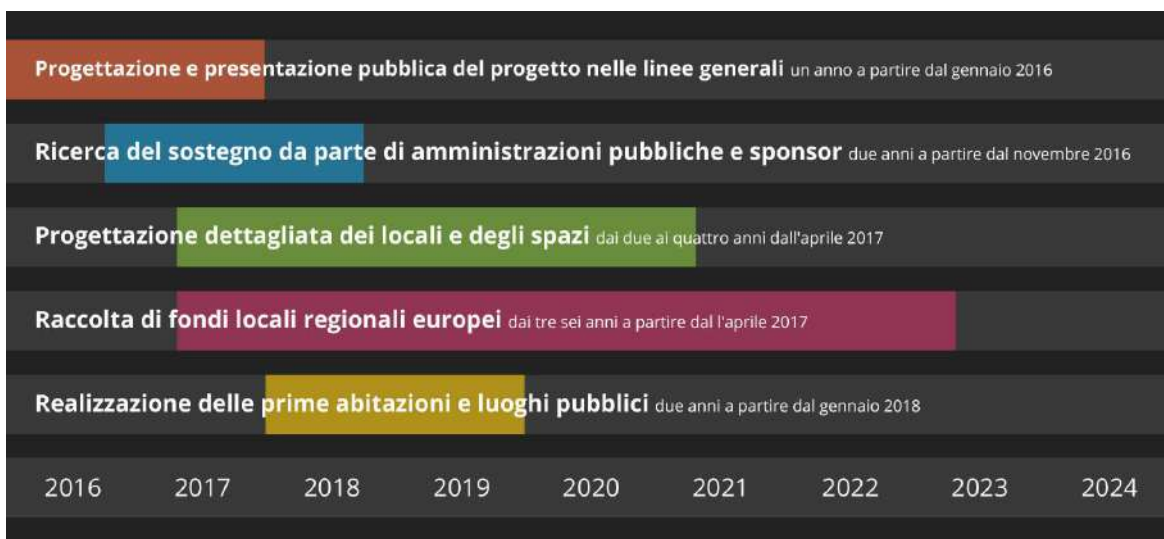 Progettazione e presentazione pubblica del progetto nelle linee generali un anno a partire dal gennaio 2016
Ricerca del sostegno da parte di amministrazioni pubbliche e sponsor due anni a partire dal novembre 2016
Progettazione dettagliata dei locali e degli spazi dai due ai quattro anni dall'aprile 2017
Raccolta di fondi locali regionali europei dai tre sei anni a partire dal l'aprile 2017
Realizzazione delle prime abitazioni e luoghi pubblici due anni a partire dal gennaio 2018
2016 2017 2018 2019 2020 2021 2022 2023 2024